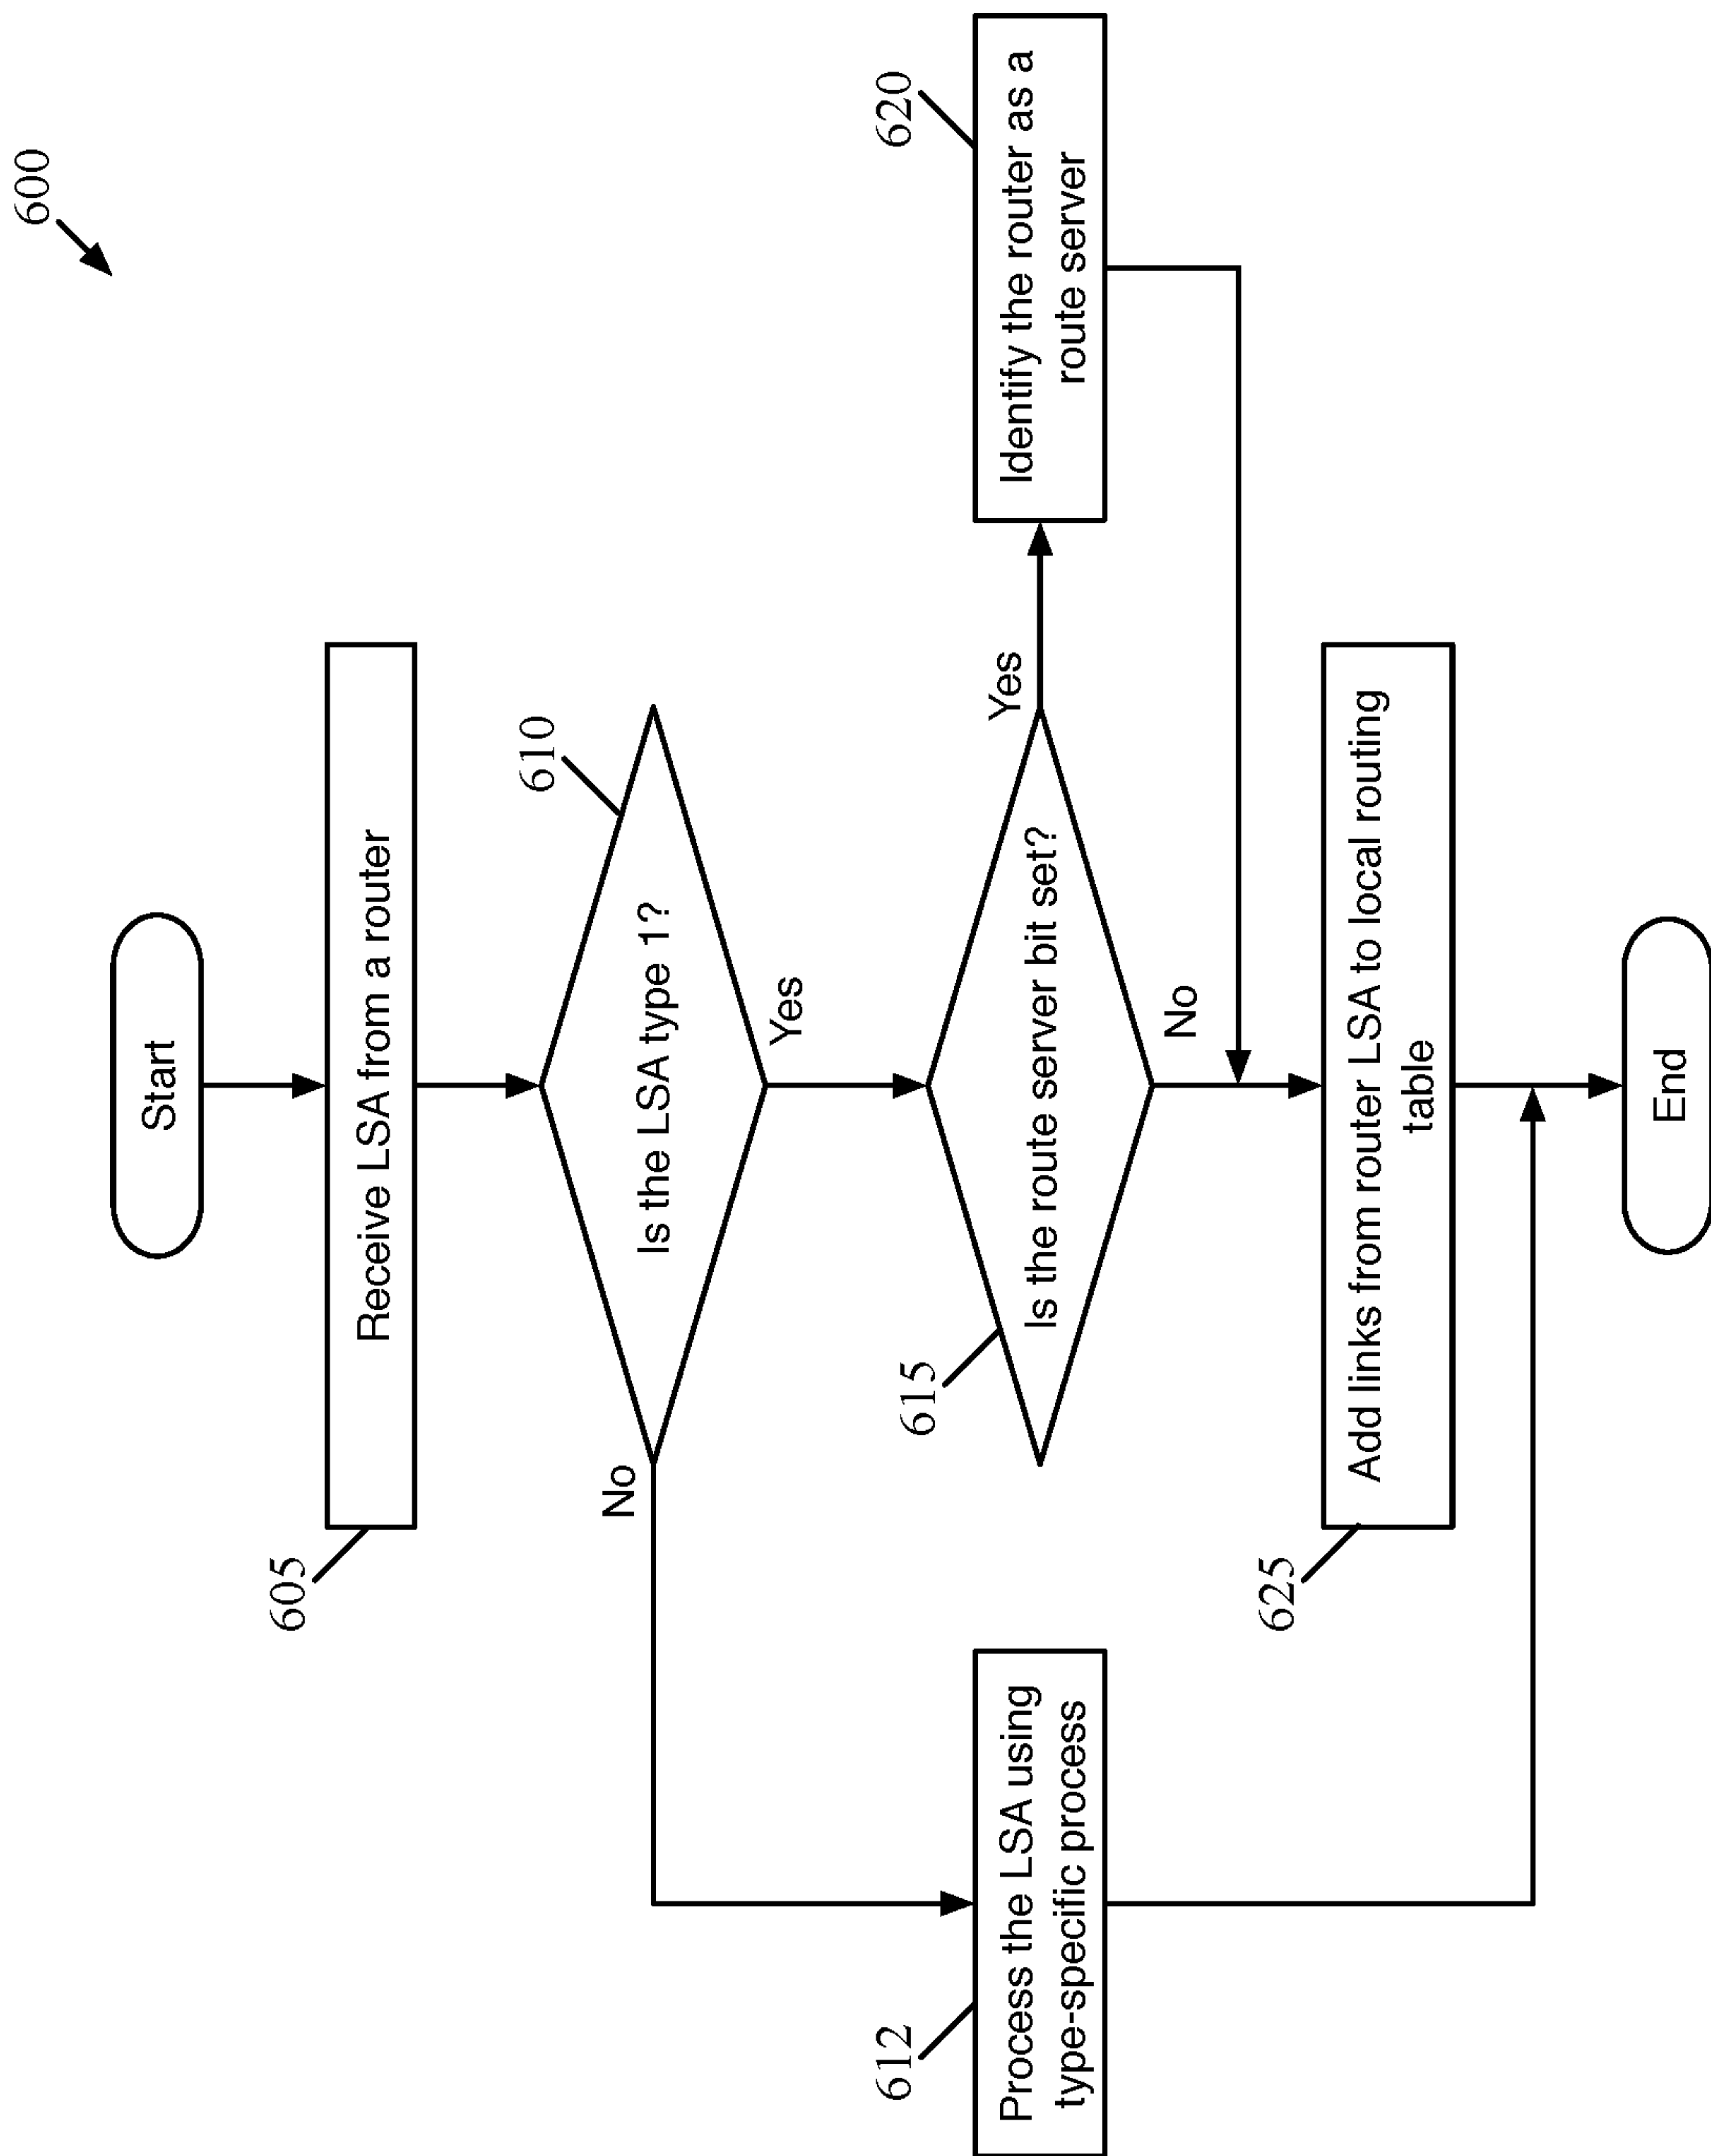 600
Start
605
Receive LSA from a router
610
Is the LSA type 1?
No
Yes
612
Process the LSA using
type-specific process
615
Is the route server bit set?
Yes
No
620
Identify the router as a
route server
625
Add links from router LSA to local routing
table
End